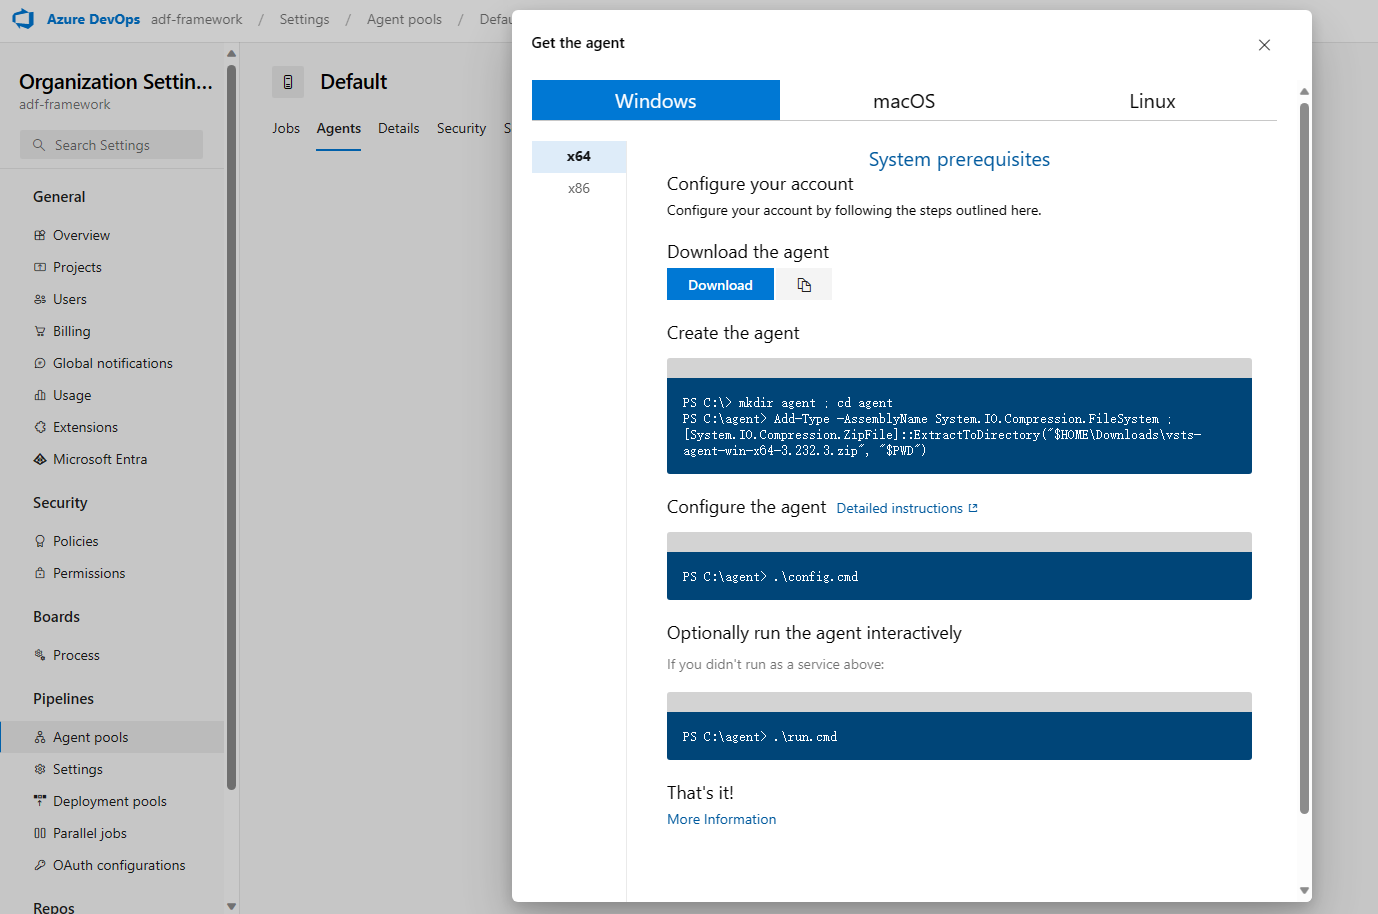 Azure DevOps adf-framework / Settings / Agent pools /
Organization Settin...
adf-framework
Search Settings
General
Overview
Projects
Users
Billing
Global notifications
Usage
Extensions
Microsoft Entra
Security
Policies
Permissions
Boards
Process
Pipelines
Agent pools
Settings
Deployment pools
Parallel jobs
OAuth configurations
Repos
Default
Jobs Agents Details Security
Get the agent
Windows macOS Linux
x64
x86
System prerequisites
Configure your account
Configure your account by following the steps outlined here.
Download the agent
Download
Create the agent
PS C:\> mkdir agent ; cd agent
PS C:\agent> Add-Type -AssemblyName System.IO.Compression.FileSystem ;
[System.IO.Compression.ZipFile]::ExtractToDirectory("$HOME\Downloads\vsts-
agent-win-x64-3.232.3.zip", "$PWD")
Configure the agent Detailed instructions
PS C:\agent> .\config.cmd
Optionally run the agent interactively
If you didn't run as a service above:
PS C:\agent> .\run.cmd
That's it!
More Information